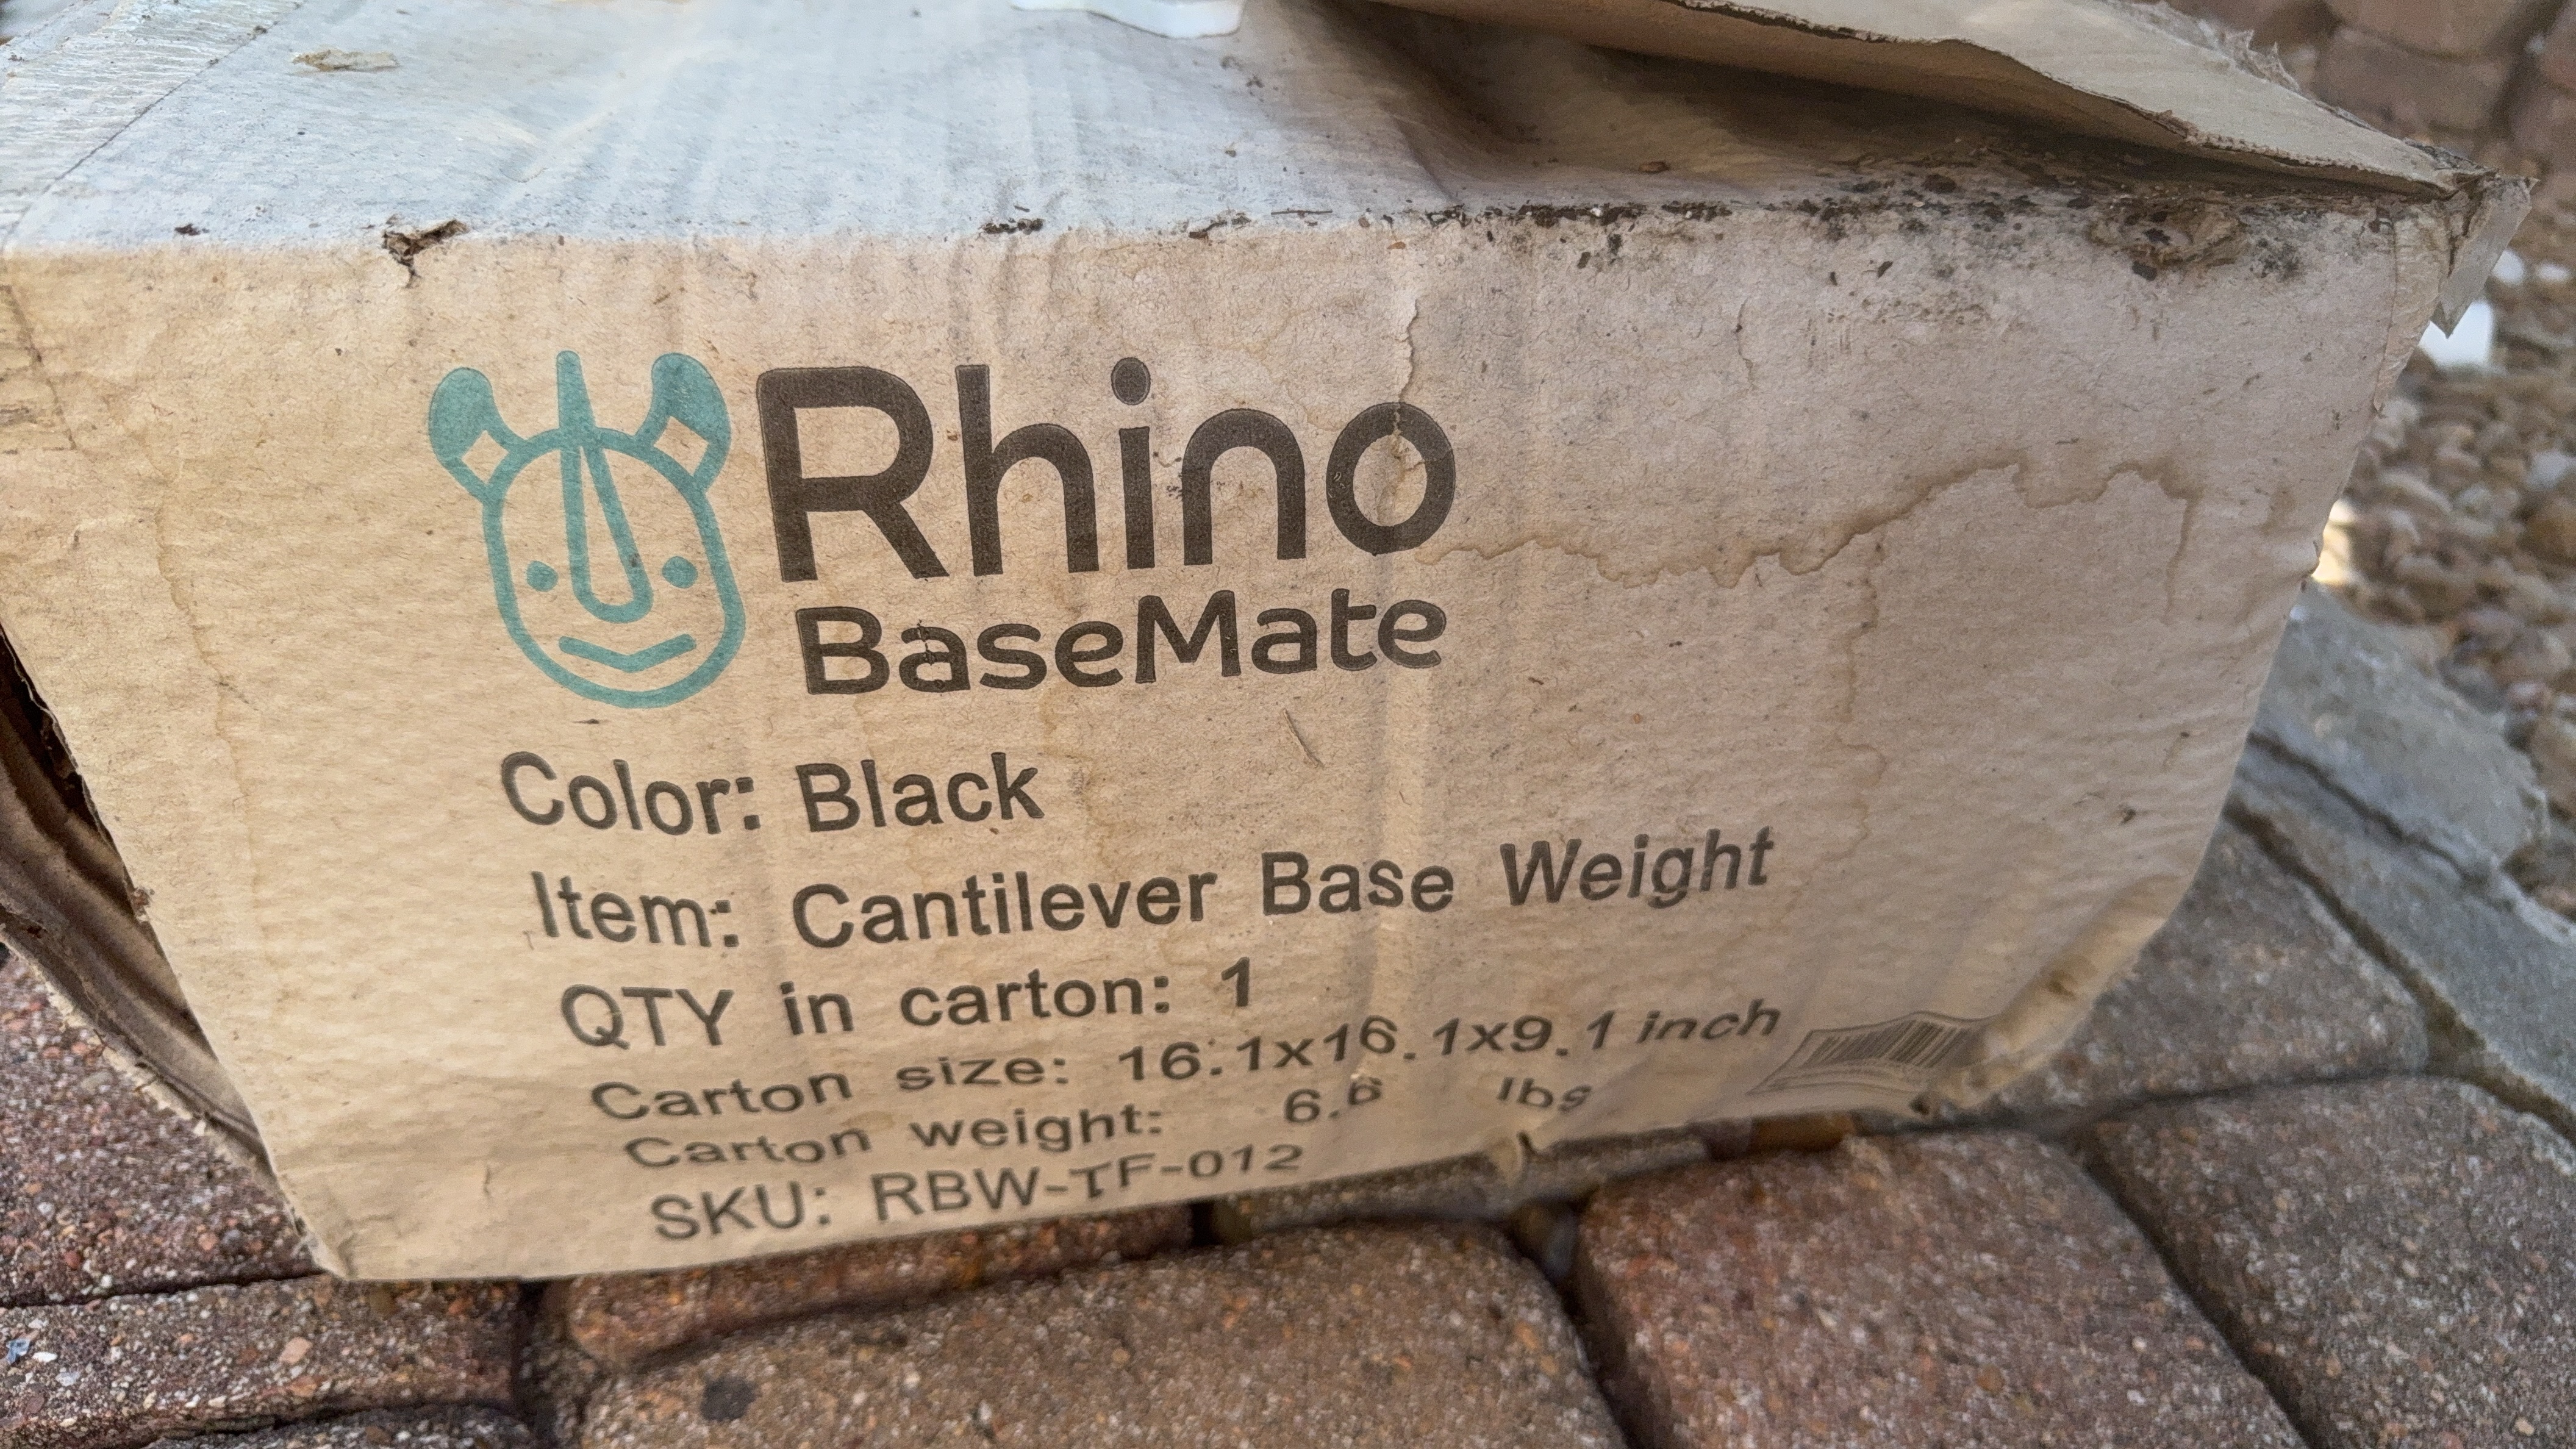 Rhino
BaseMate
Color: Black
Item: Cantilever Base Weight
QTY in carton: 1
Carton size: 16.1x16.1x9.1 inch
Carton weight: 6.6 lbs
SKU: RBW-TF-012